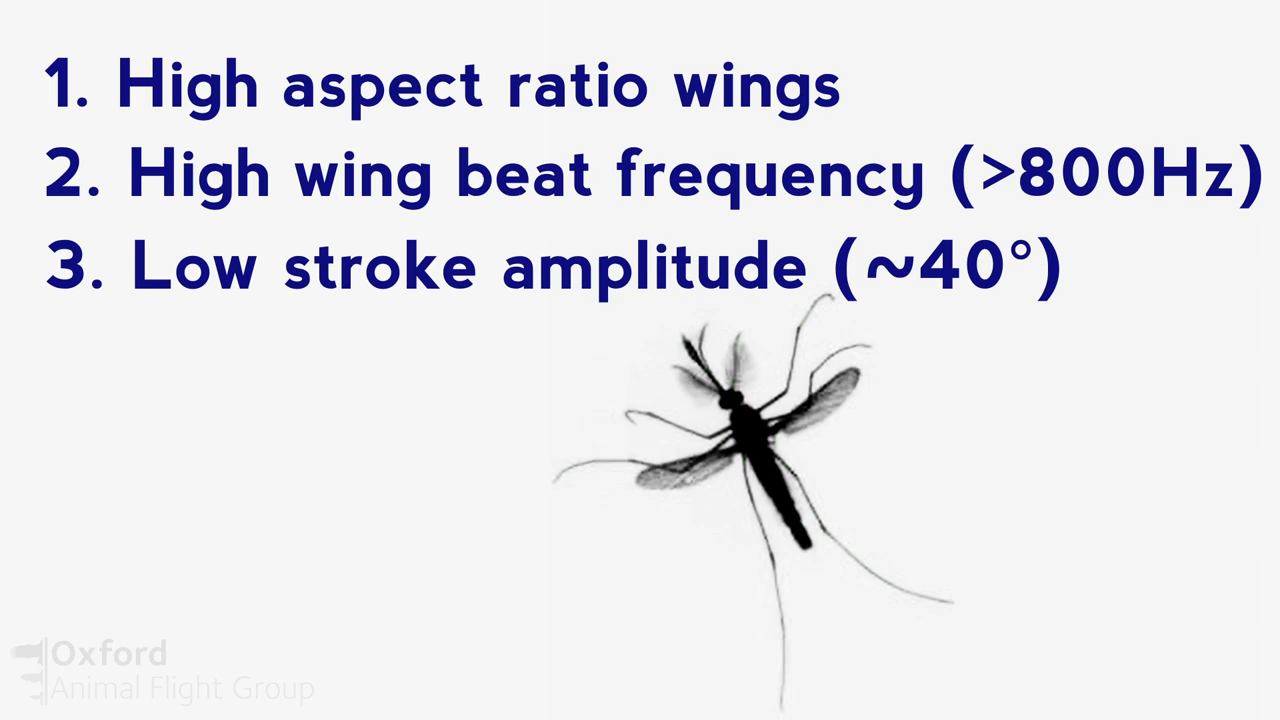 1. High aspect ratio wings
2. High wing beat frequency (>800Hz)
3. Low stroke amplitude (~40°)
Oxford
Animal Flight Group